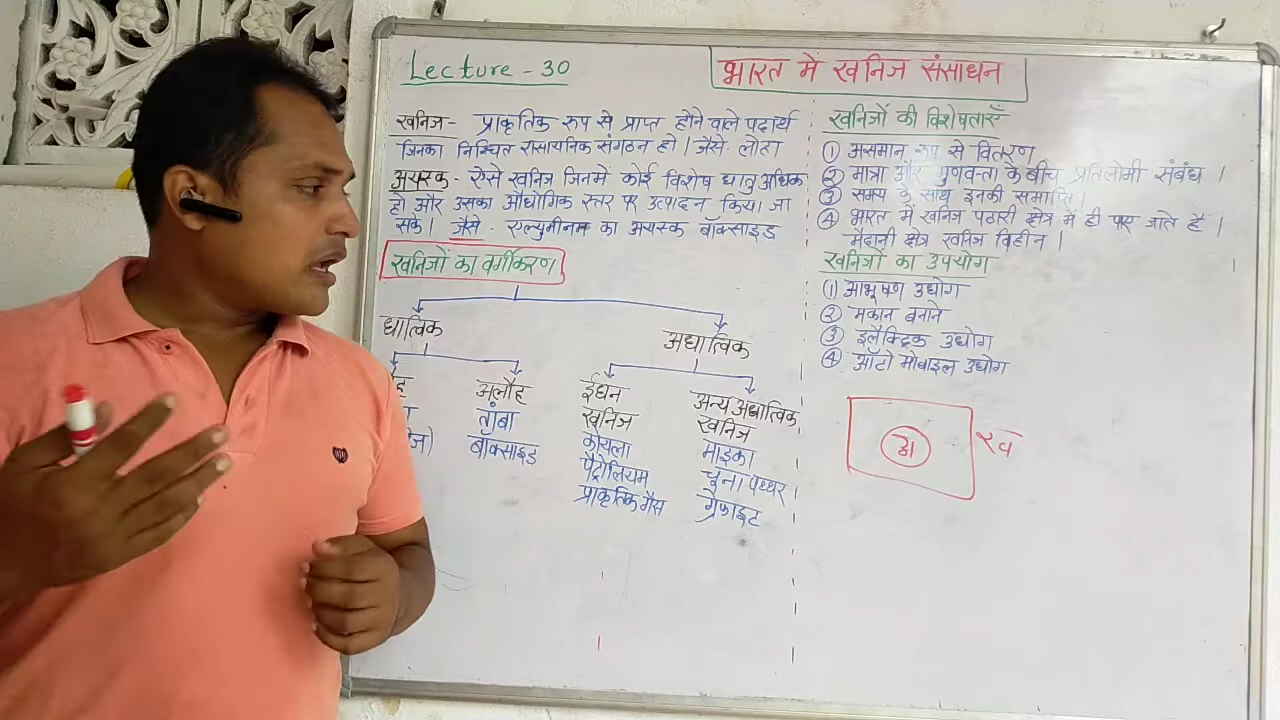 Lecture - 30
भारत में खनिज संसाधन
खनिज - प्राकृतिक रूप से प्राप्त होने वाले पदार्थ
जिनका निश्चित रासायनिक संगठन हो। जैसे लोहा
अयस्क - ऐसे खनिज जिनमें कोई विशेष धातु अधिक
हो और उसका औद्योगिक स्तर पर उत्पादन किया जा
सके। जैसे - एल्युमीनम का अयस्क बॉक्साइड
खनिजों का वर्गीकरण
धात्विक
अधात्विक
अलौह
तांबा
बॉक्साइड
ईंधन
खनिज
कोयला
पैट्रोलियम
प्राकृतिक गैस
अन्य अधात्विक
खनिज
माइका
चूना पत्थर
ग्रेफाइट
खनिजों की विशेषताएँ
① असमान रूप से वितरण
② मात्रा और गुणवत्ता के बीच प्रतिलोमी संबंध।
③ समय के साथ इनकी समाप्ति।
④ भारत में खनिज पठारी क्षेत्र में ही पाए जाते हैं।
मैदानी क्षेत्र खनिज विहीन।
खनिजों का उपयोग
① आभूषण उद्योग
② मकान बनाने
③ इलैक्ट्रिक उद्योग
④ ऑटोमोबाइल उद्योग
अ
ख